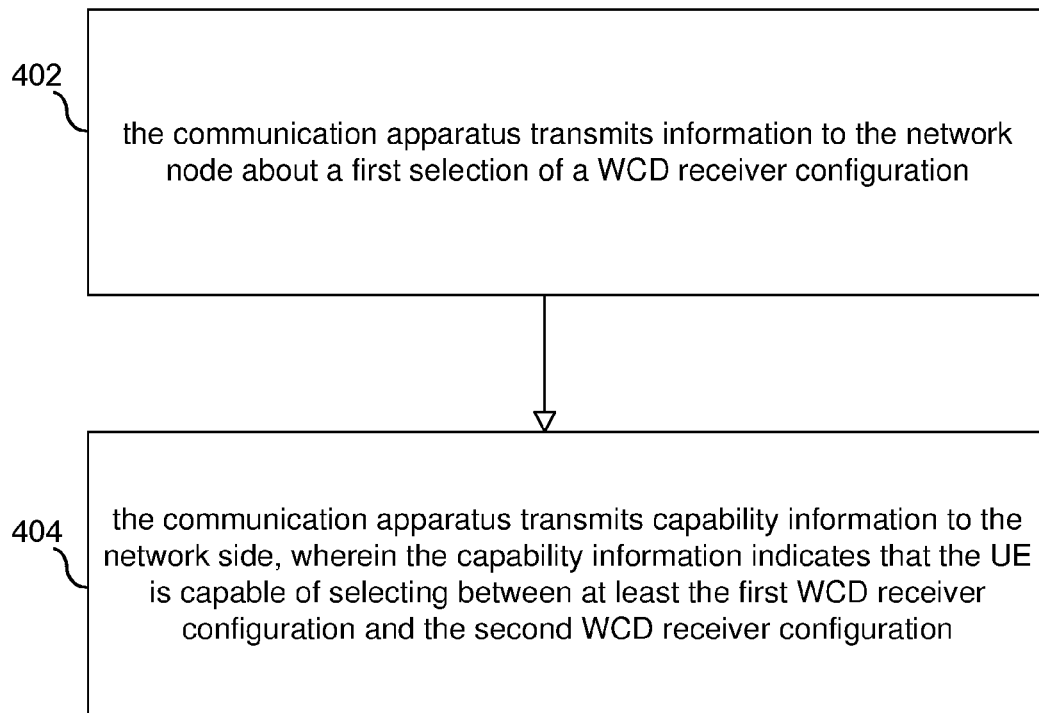 402
the communication apparatus transmits information to the network
node about a first selection of a WCD receiver configuration
404
the communication apparatus transmits capability information to the
network side, wherein the capability information indicates that the UE
is capable of selecting between at least the first WCD receiver
configuration and the second WCD receiver configuration